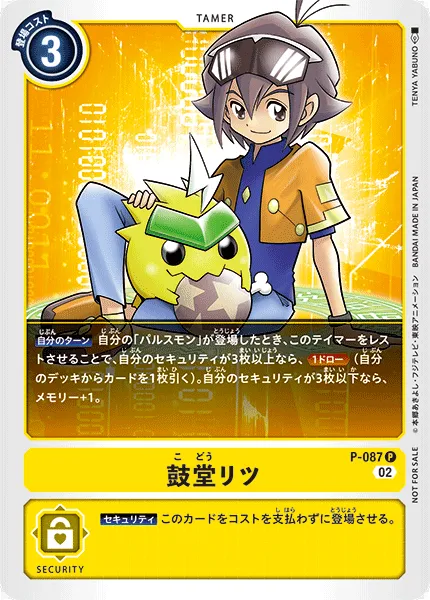 TAMER
登場コスト
3
自分のターン 自分の「パルスモン」が登場したとき、このテイマーをレス
トさせることで、自分のセキュリティが3枚以上なら、1ドロー (自分
のデッキからカードを1枚引く)。自分のセキュリティが3枚以下なら、
メモリー+1。
P-087 P
02
こ どう
鼓堂リツ
セキュリティ このカードをコストを支払わずに登場させる。
SECURITY
TENYA YABUNO
BANDAI MADE IN JAPAN
© 本郷あきよし・フジテレビ・東映アニメーション
NOT FOR SALE